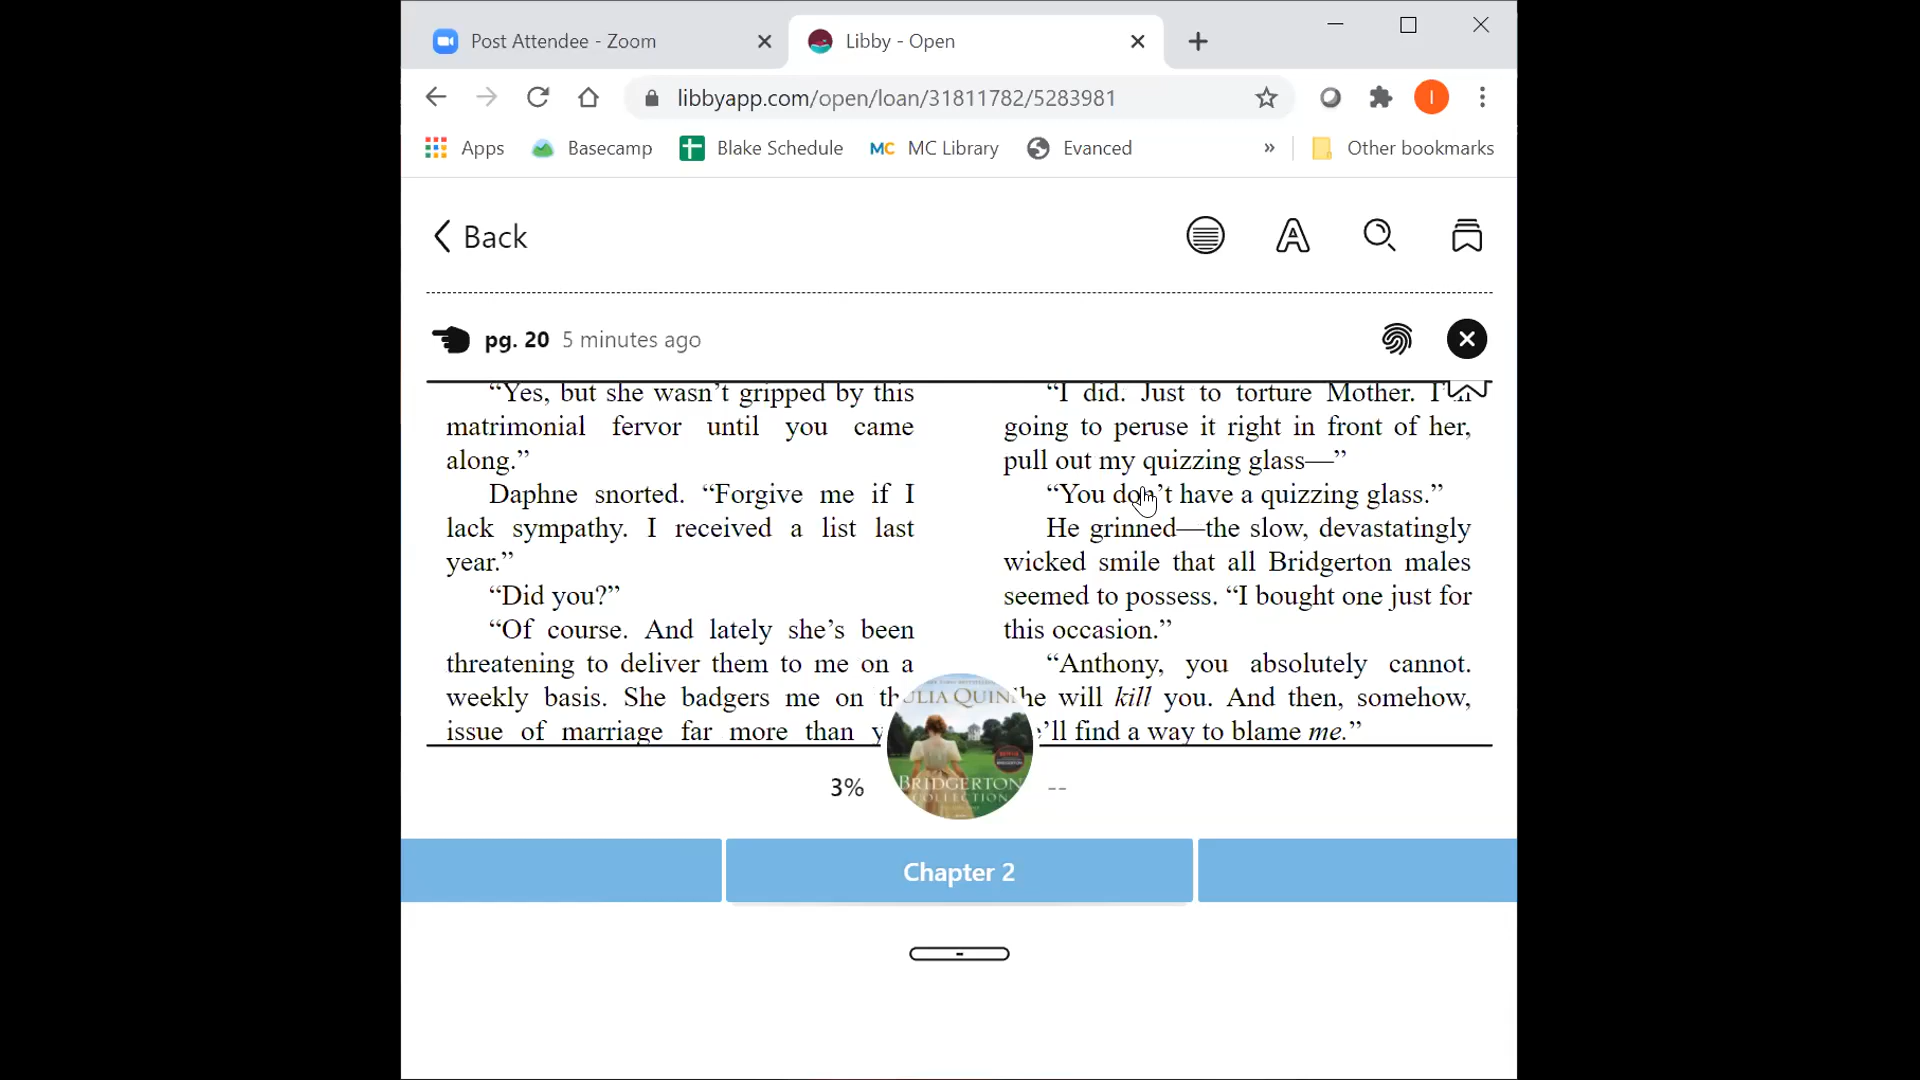 Post Attendee - Zoom
Libby - Open
libbyapp.com/open/loan/31811782/5283981
I
Apps
Basecamp
Blake Schedule
MC MC Library
Evanced
»
Other bookmarks
Back
A
pg. 20 5 minutes ago
“Yes, but she wasn’t gripped by this
matrimonial fervor until you came
along.”
Daphne snorted. “Forgive me if I
lack sympathy. I received a list last
year.”
“Did you?”
“Of course. And lately she’s been
threatening to deliver them to me on a
weekly basis. She badgers me on
issue of marriage far more than
“I did. Just to torture Mother.
going to peruse it right in front of her,
pull out my quizzing glass—”
“You don’t have a quizzing glass.”
He grinned—the slow, devastatingly
wicked smile that all Bridgerton males
seemed to possess. “I bought one just for
this occasion.”
“Anthony, you absolutely cannot.
will kill you. And then, somehow,
’ll find a way to blame me.”
ULIA QUIN
BRIDGERTON
COLLECTION
3%
--
Chapter 2
-